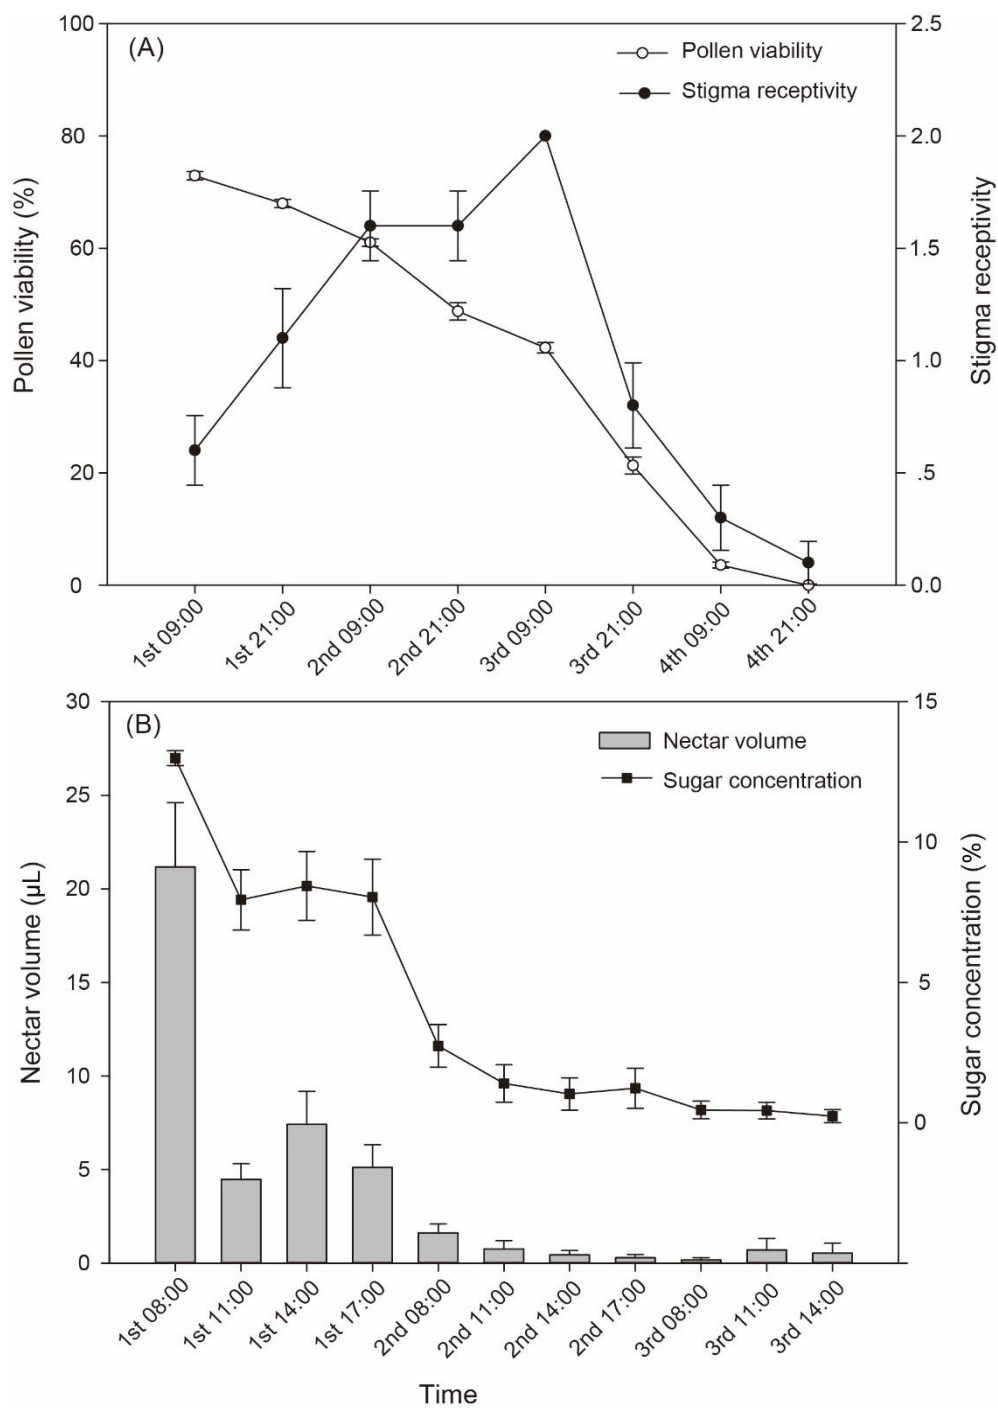 (A)
Pollen viability
Stigma receptivity
100
80
60
40
20
0
Pollen viability (%)
2.5
2.0
1.5
1.0
.5
0.0
Stigma receptivity
1st 09:00
1st 21:00
2nd 09:00
2nd 21:00
3rd 09:00
3rd 21:00
4th 09:00
4th 21:00
(B)
Nectar volume
Sugar concentration
30
25
20
15
10
5
0
Nectar volume (μL)
15
10
5
0
Sugar concentration (%)
1st 08:00
1st 11:00
1st 14:00
1st 17:00
2nd 08:00
2nd 11:00
2nd 14:00
2nd 17:00
3rd 08:00
3rd 11:00
3rd 14:00
Time